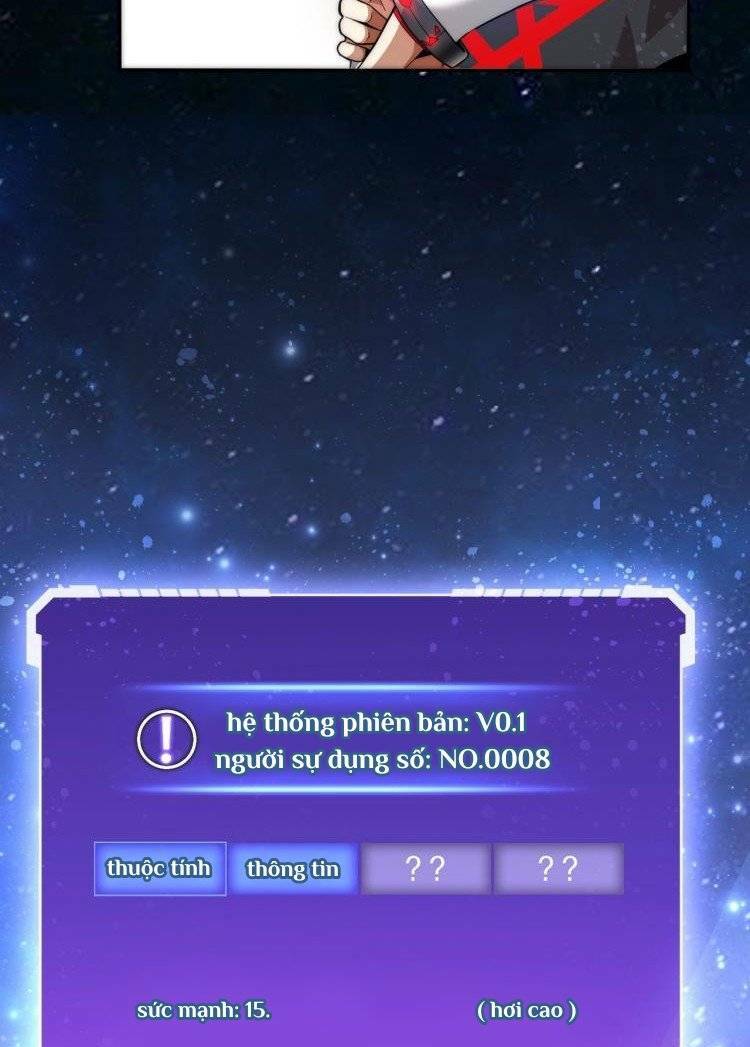 hệ thống phiên bản: V0.1
người sự dụng số: NO.0008
thuộc tính thông tin ?? ??
sức mạnh: 15. ( hơi cao )